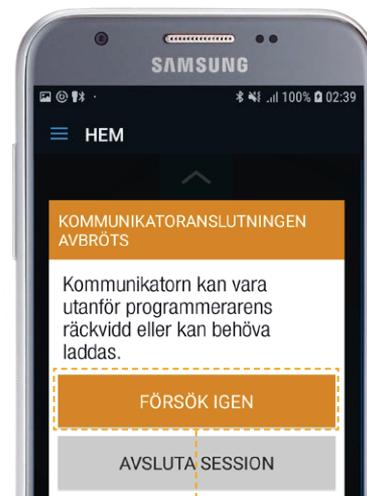 SAMSUNG
100% 02:39
HEM
KOMMUNIKATORANSLUTNINGEN
AVBRÖTS
Kommunikatorn kan vara
utanför programmerarens
räckvidd eller kan behöva
laddas.
FÖRSÖK IGEN
AVSLUTA SESSION